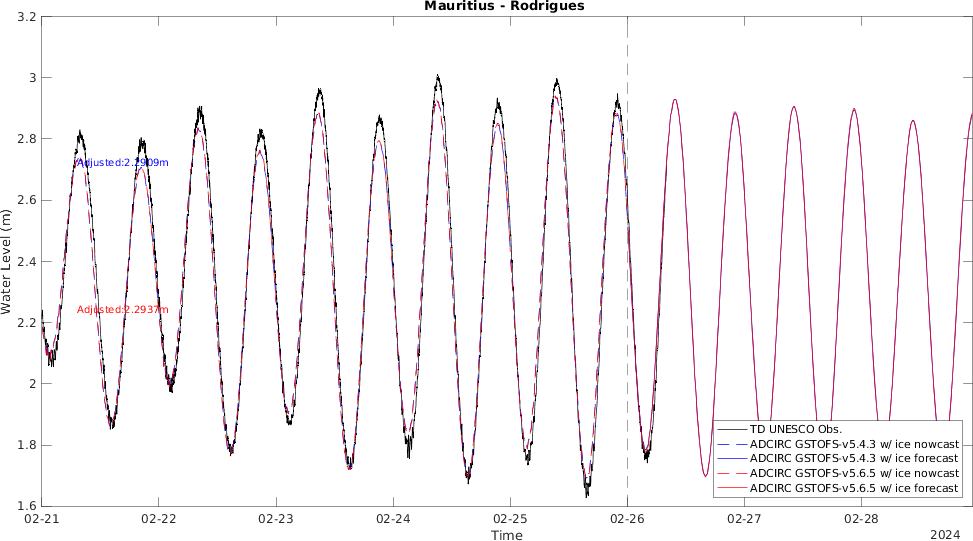 Mauritius - Rodrigues
3.2
3
2.8
2.6
2.4
2.2
2
1.8
1.6
Water Level (m)
Adjusted:2.2909m
Adjusted:2.2937m
TD UNESCO Obs.
ADCIRC GSTOFS-v5.4.3 w/ ice nowcast
ADCIRC GSTOFS-v5.4.3 w/ ice forecast
ADCIRC GSTOFS-v5.6.5 w/ ice nowcast
ADCIRC GSTOFS-v5.6.5 w/ ice forecast
02-21 02-22 02-23 02-24 02-25 02-26 02-27 02-28
Time
2024